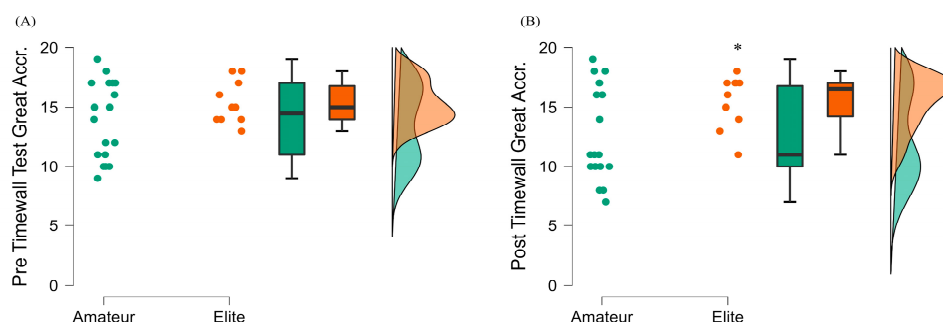 (A)
Pre Timewall Test Great Accr.
20
15
10
5
0
Amateur Elite
(B)
Post Timewall Great Accr.
20
15
10
5
0
*
Amateur Elite